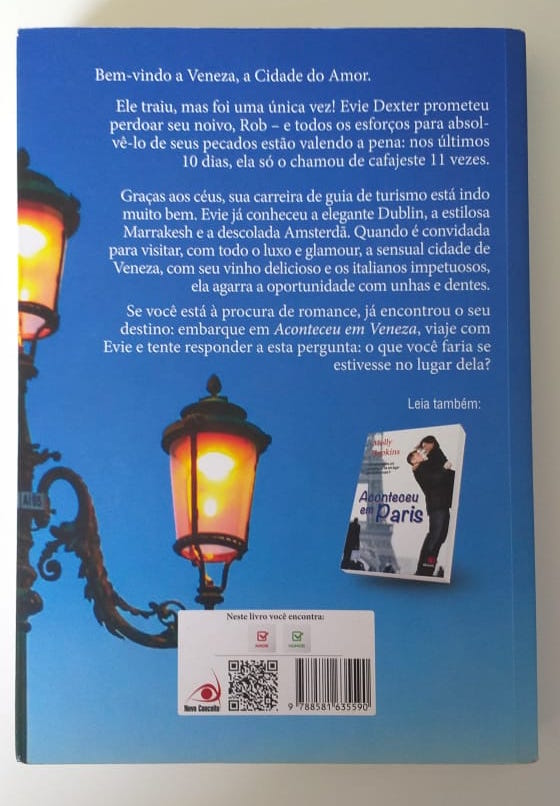 Bem-vindo a Veneza, a Cidade do Amor.
Ele traiu, mas foi uma única vez! Evie Dexter prometeu
perdoar seu noivo, Rob – e todos os esforços para absol-
vê-lo de seus pecados estão valendo a pena: nos últimos
10 dias, ela só o chamou de cafajeste 11 vezes.
Graças aos céus, sua carreira de guia de turismo está indo
muito bem. Evie já conheceu a elegante Dublin, a estilosa
Marrakesh e a descolada Amsterdã. Quando é convidada
para visitar, com todo o luxo e glamour, a sensual cidade de
Veneza, com seu vinho delicioso e os italianos impetuosos,
ela agarra a oportunidade com unhas e dentes.
Se você está à procura de romance, já encontrou o seu
destino: embarque em Aconteceu em Veneza, viaje com
Evie e tente responder a esta pergunta: o que você faria se
estivesse no lugar dela?
Leia também:
Molly
Hopkins
Aconteceu
em Paris
Neste livro você encontra:
AMOR
HUMOR
Novo Conceito
9 788581 635590